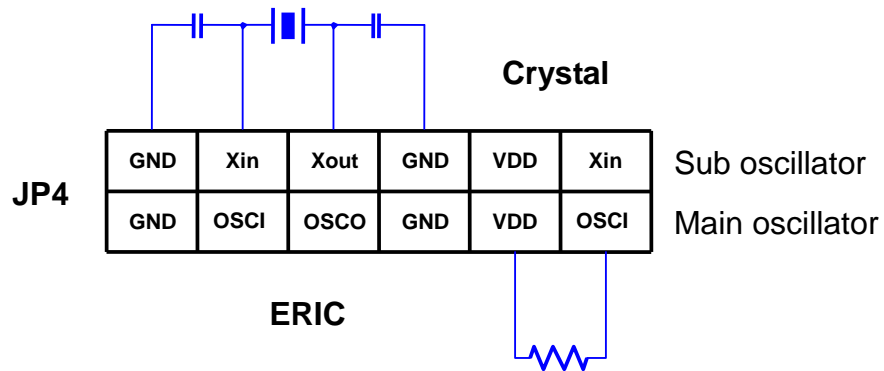 Crystal
GND Xin Xout GND VDD Xin Sub oscillator
JP4
GND OSCI OSCO GND VDD OSCI Main oscillator
ERIC